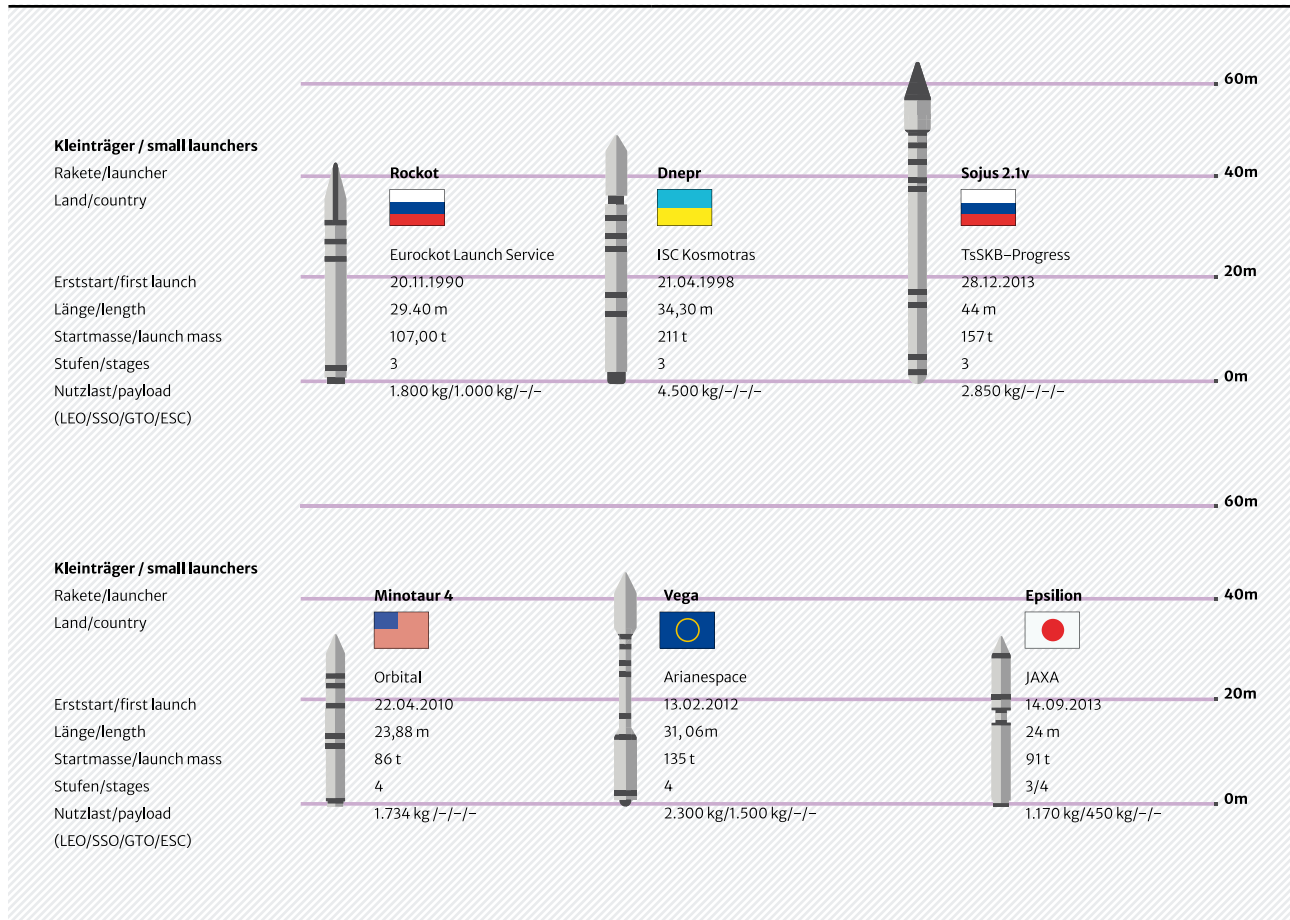 60m
Kleinträger / small launchers
Rakete/launcher Rockot Dnepr Sojus 2.1v 40m
Land/country
Eurockot Launch Service ISC Kosmotras TsSKB–Progress
Erststart/first launch 20.11.1990 21.04.1998 28.12.2013 20m
Länge/length 29.40 m 34,30 m 44 m
Startmasse/launch mass 107,00 t 211 t 157 t
Stufen/stages 3 3 3
Nutzlast/payload 1.800 kg/1.000 kg/–/– 4.500 kg/–/–/– 2.850 kg/–/–/– 0m
(LEO/SSO/GTO/ESC)
60m
Kleinträger / small launchers
Rakete/launcher Minotaur 4 Vega Epsilion 40m
Land/country
Orbital Arianespace JAXA
Erststart/first launch 22.04.2010 13.02.2012 14.09.2013 20m
Länge/length 23,88 m 31, 06m 24 m
Startmasse/launch mass 86 t 135 t 91 t
Stufen/stages 4 4 3/4
Nutzlast/payload 1.734 kg /–/–/– 2.300 kg/1.500 kg/–/– 1.170 kg/450 kg/–/– 0m
(LEO/SSO/GTO/ESC)